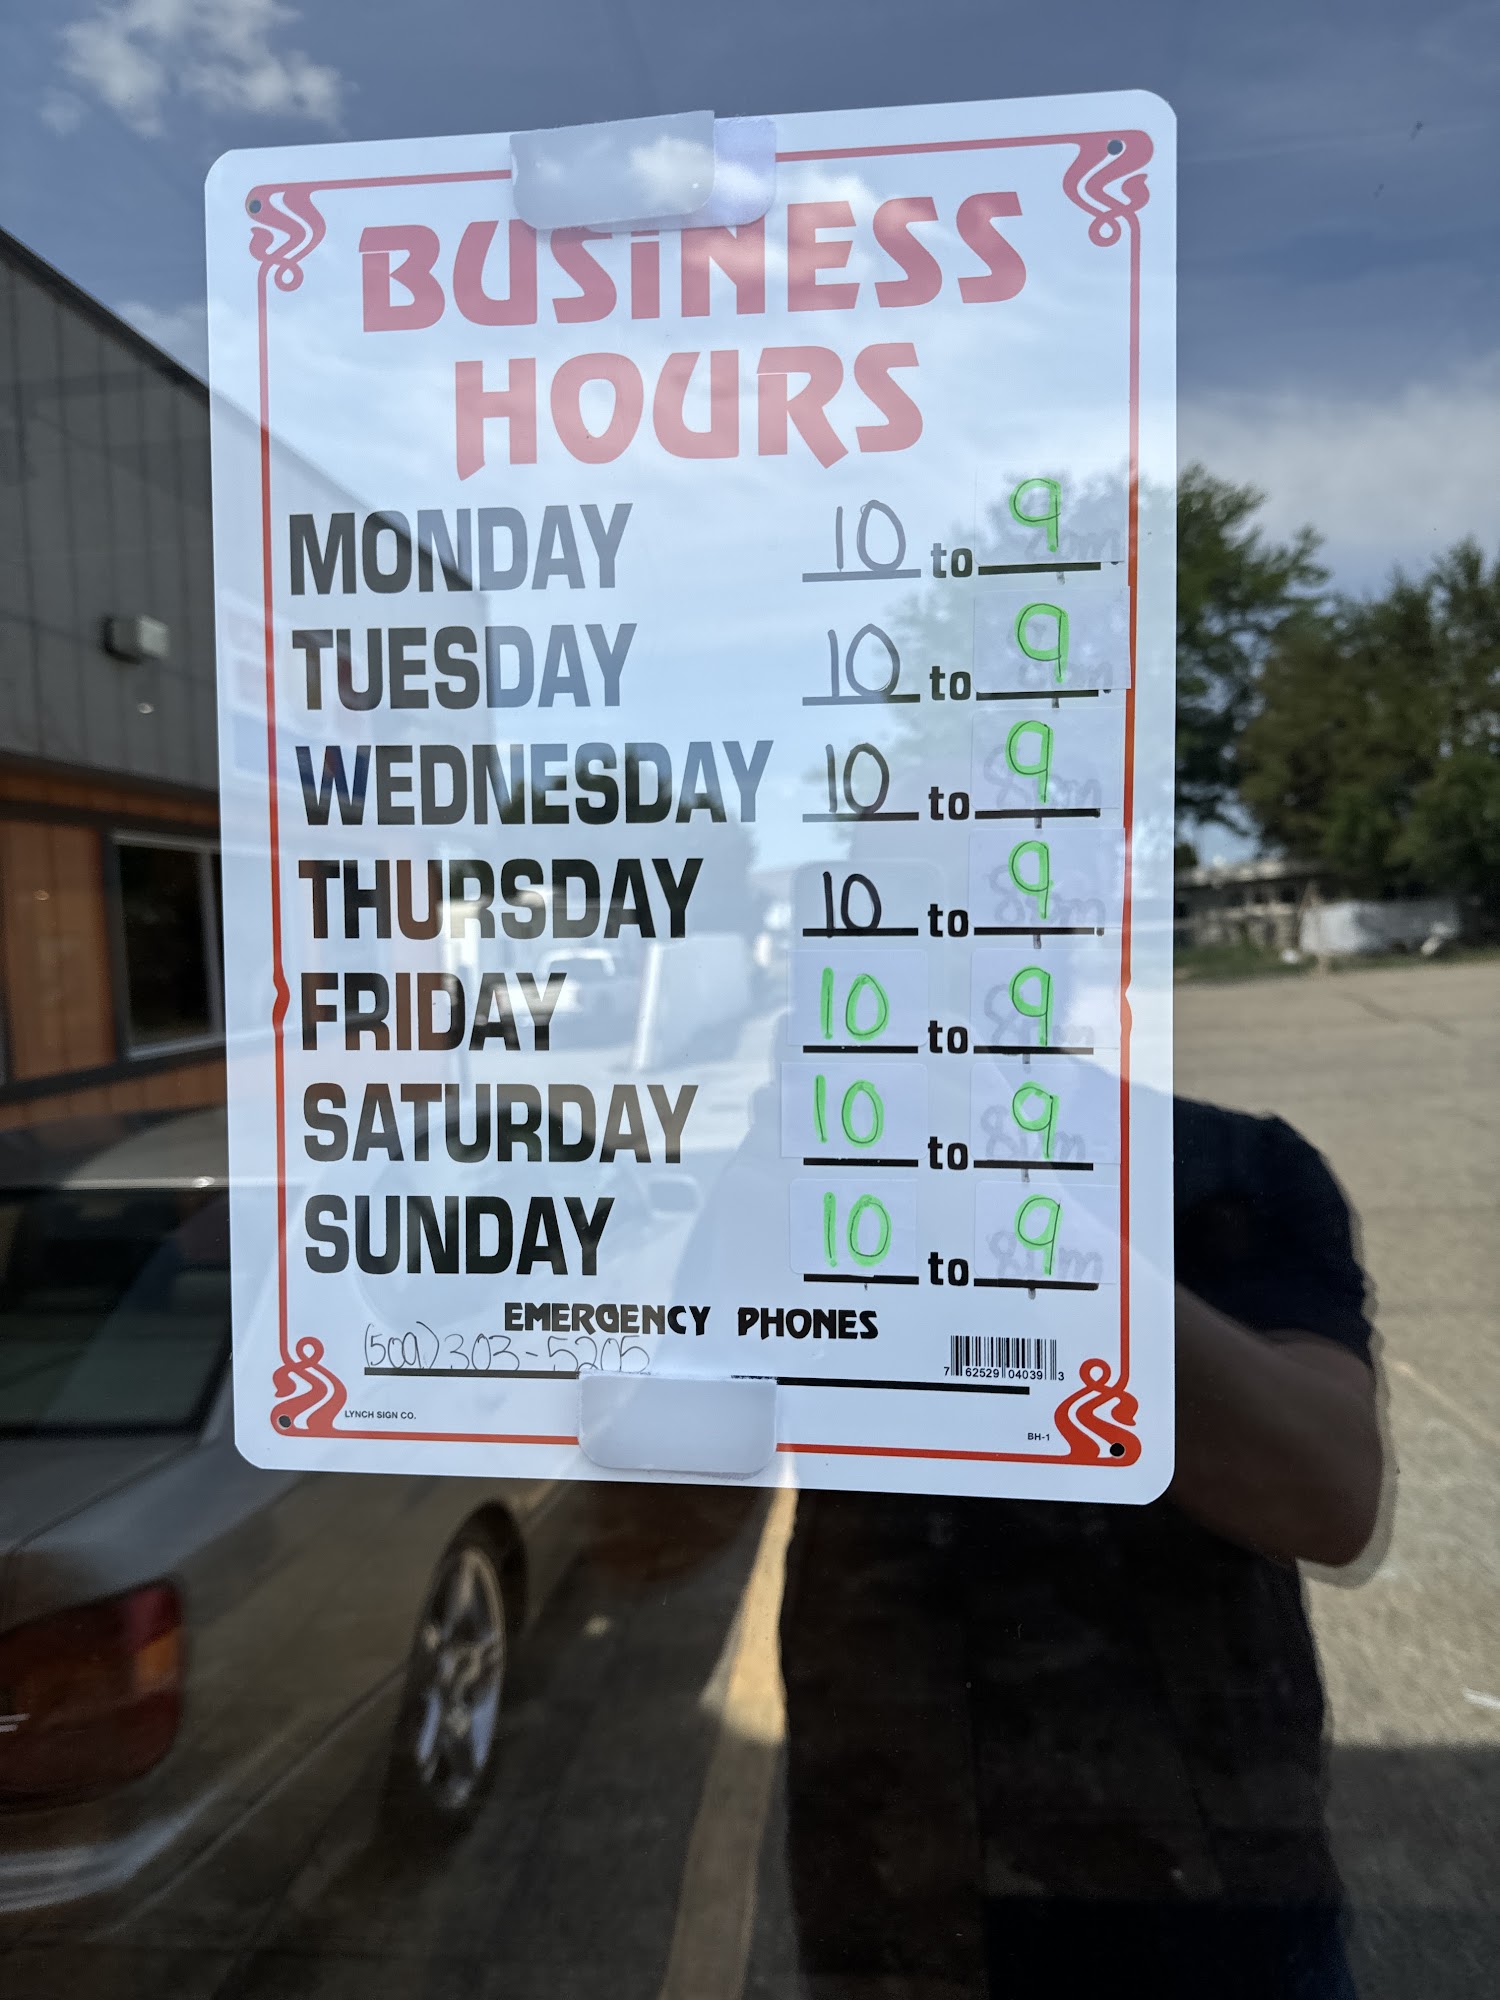 BUSINESS
HOURS
MONDAY 10 to 9
TUESDAY 10 to 9
WEDNESDAY 10 to 9
THURSDAY 10 to 9
FRIDAY 10 to 9
SATURDAY 10 to 9
SUNDAY 10 to 9
EMERGENCY PHONES
(509) 303-5205
7 62529 04039 3
LYNCH SIGN CO.
BH-1